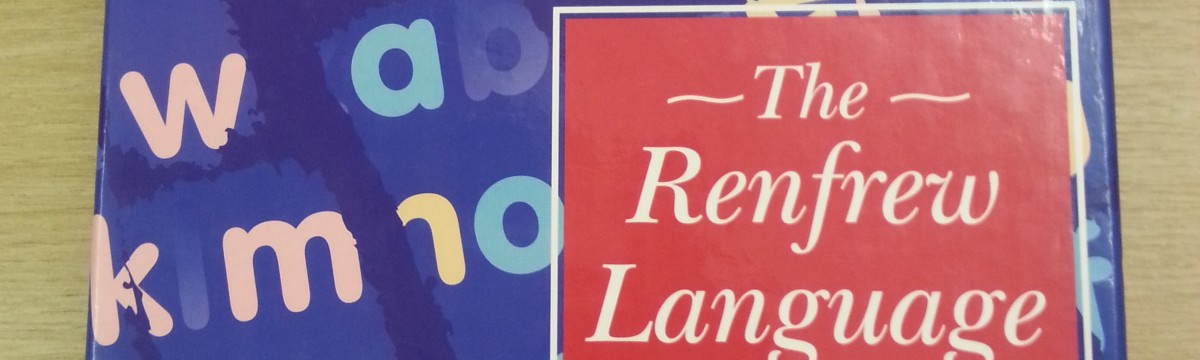 w a b
k l m n o
The
Renfrew
Language